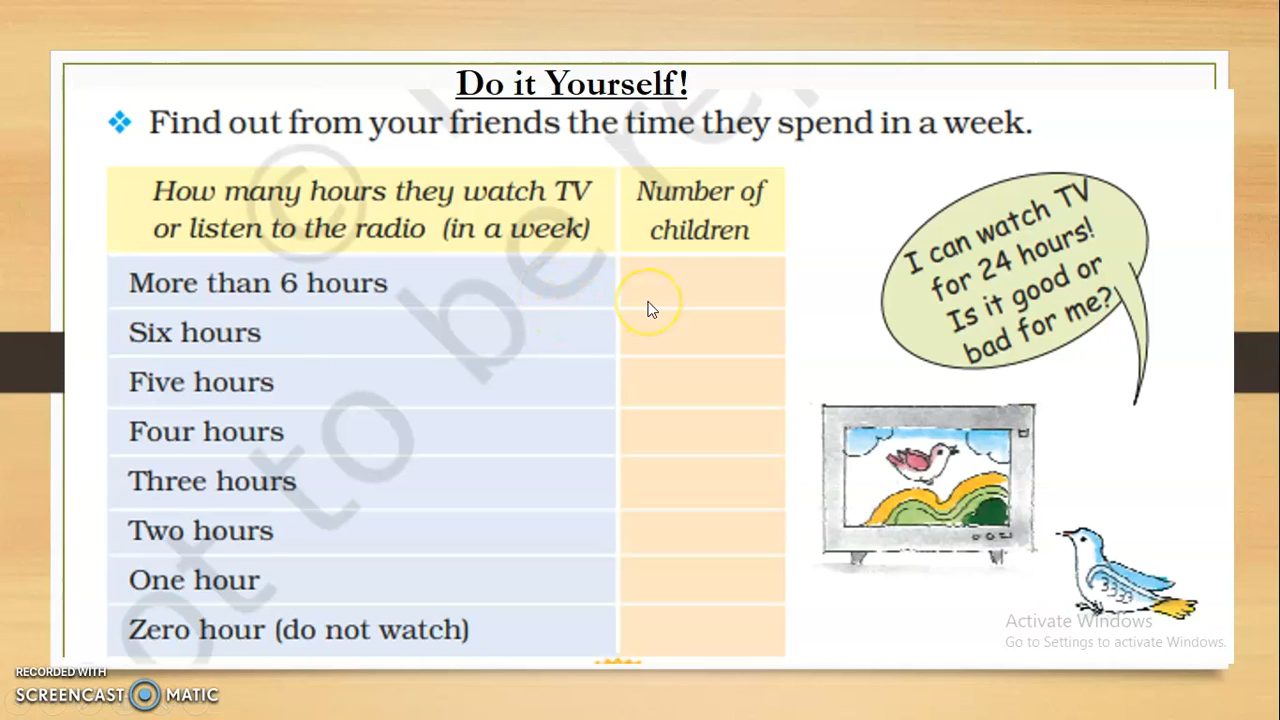 Do it Yourself!
❖ Find out from your friends the time they spend in a week.
How many hours they watch TV
or listen to the radio (in a week)
Number of
children
More than 6 hours
Six hours
Five hours
Four hours
Three hours
Two hours
One hour
Zero hour (do not watch)
I can watch TV
for 24 hours!
Is it good or
bad for me?
Activate Windows
Go to Settings to activate Windows.
RECORDED WITH
SCREENCAST MATIC
© 
not to be re